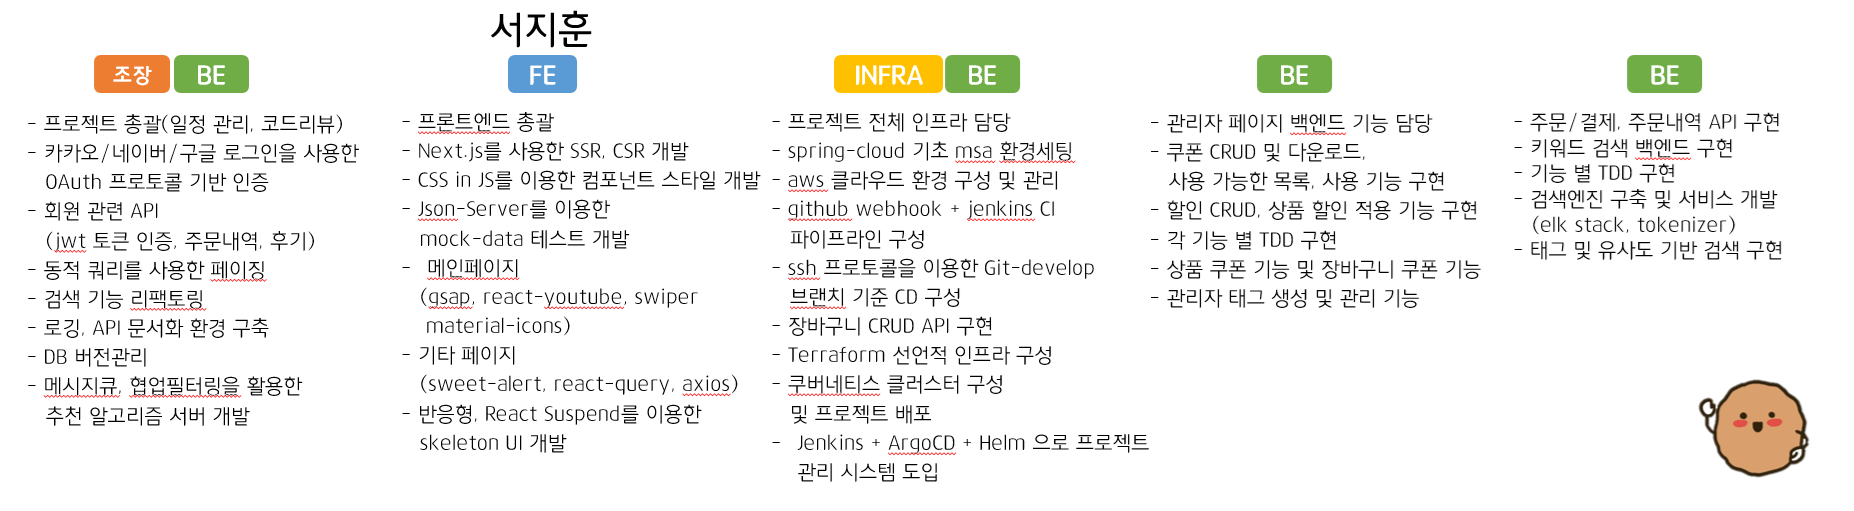 서지훈
조장 BE
- 프로젝트 총괄(일정 관리, 코드리뷰)
- 카카오/네이버/구글 로그인을 사용한
OAuth 프로토콜 기반 인증
- 회원 관련 API
(jwt 토큰 인증, 주문내역, 후기)
- 동적 쿼리를 사용한 페이징
- 검색 기능 리팩토링
- 로깅, API 문서화 환경 구축
- DB 버전관리
- 메시지큐, 협업필터링을 활용한
추천 알고리즘 서버 개발
FE
- 프론트엔드 총괄
- Next.js를 사용한 SSR, CSR 개발
- CSS in JS를 이용한 컴포넌트 스타일 개발
- Json-Server를 이용한
mock-data 테스트 개발
- 메인페이지
(gsap, react-youtube, swiper
material-icons)
- 기타 페이지
(sweet-alert, react-query, axios)
- 반응형, React Suspend를 이용한
skeleton UI 개발
INFRA BE
- 프로젝트 전체 인프라 담당
- spring-cloud 기초 msa 환경세팅
- aws 클라우드 환경 구성 및 관리
- github webhook + jenkins CI
파이프라인 구성
- ssh 프로토콜을 이용한 Git-develop
브랜치 기준 CD 구성
- 장바구니 CRUD API 구현
- Terraform 선언적 인프라 구성
- 쿠버네티스 클러스터 구성
및 프로젝트 배포
- Jenkins + ArgoCD + Helm 으로 프로젝트
관리 시스템 도입
BE
- 관리자 페이지 백엔드 기능 담당
- 쿠폰 CRUD 및 다운로드,
사용 가능한 목록, 사용 기능 구현
- 할인 CRUD, 상품 할인 적용 기능 구현
- 각 기능 별 TDD 구현
- 상품 쿠폰 기능 및 장바구니 쿠폰 기능
- 관리자 태그 생성 및 관리 기능
BE
- 주문/결제, 주문내역 API 구현
- 키워드 검색 백엔드 구현
- 기능 별 TDD 구현
- 검색엔진 구축 및 서비스 개발
(elk stack, tokenizer)
- 태그 및 유사도 기반 검색 구현